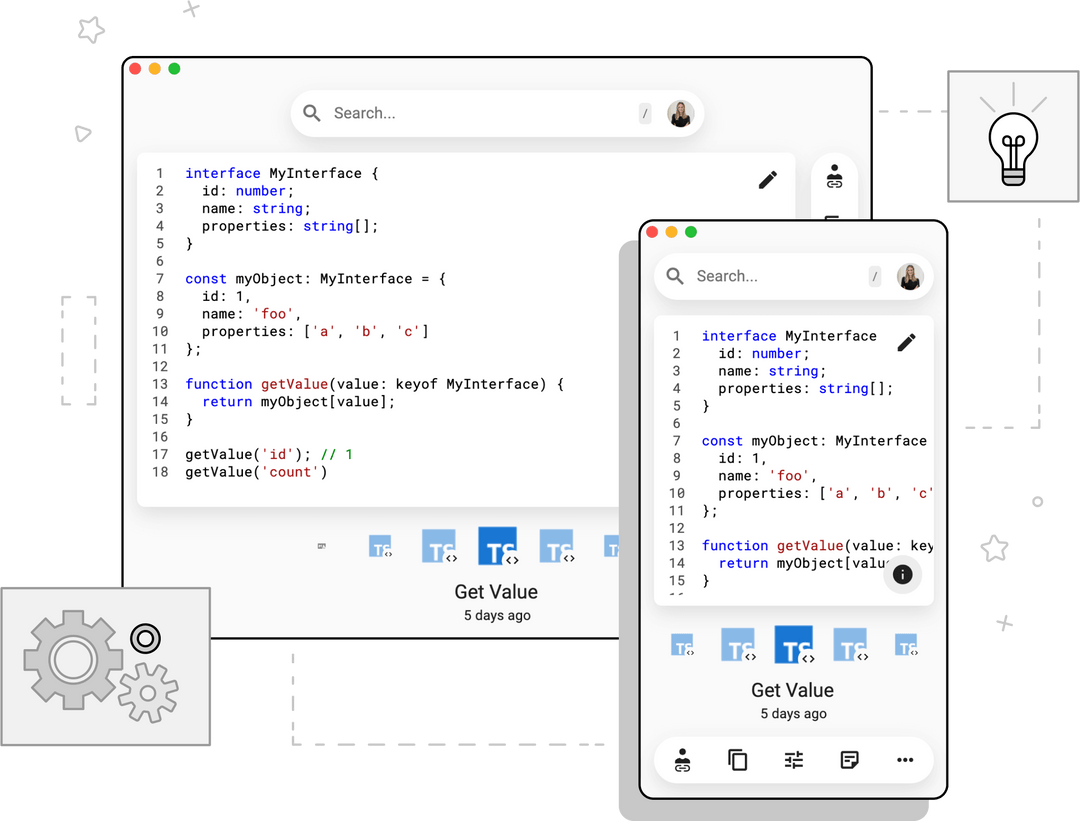 Search... /
1 interface MyInterface {
2   id: number;
3   name: string;
4   properties: string[];
5 }
6
7 const myObject: MyInterface = {
8   id: 1,
9   name: 'foo',
10   properties: ['a', 'b', 'c']
11 };
12
13 function getValue(value: keyof MyInterface) {
14   return myObject[value];
15 }
16
17 getValue('id'); // 1
18 getValue('count')
TS TS TS TS T
Get Value
5 days ago
Search... /
1 interface MyInterface
2   id: number;
3   name: string;
4   properties: string[];
5 }
6
7 const myObject: MyInterface
8   id: 1,
9   name: 'foo',
10   properties: ['a', 'b', 'c'
11 };
12
13 function getValue(value: key
14   return myObject[valu
15 }
TS TS TS TS TS
Get Value
5 days ago